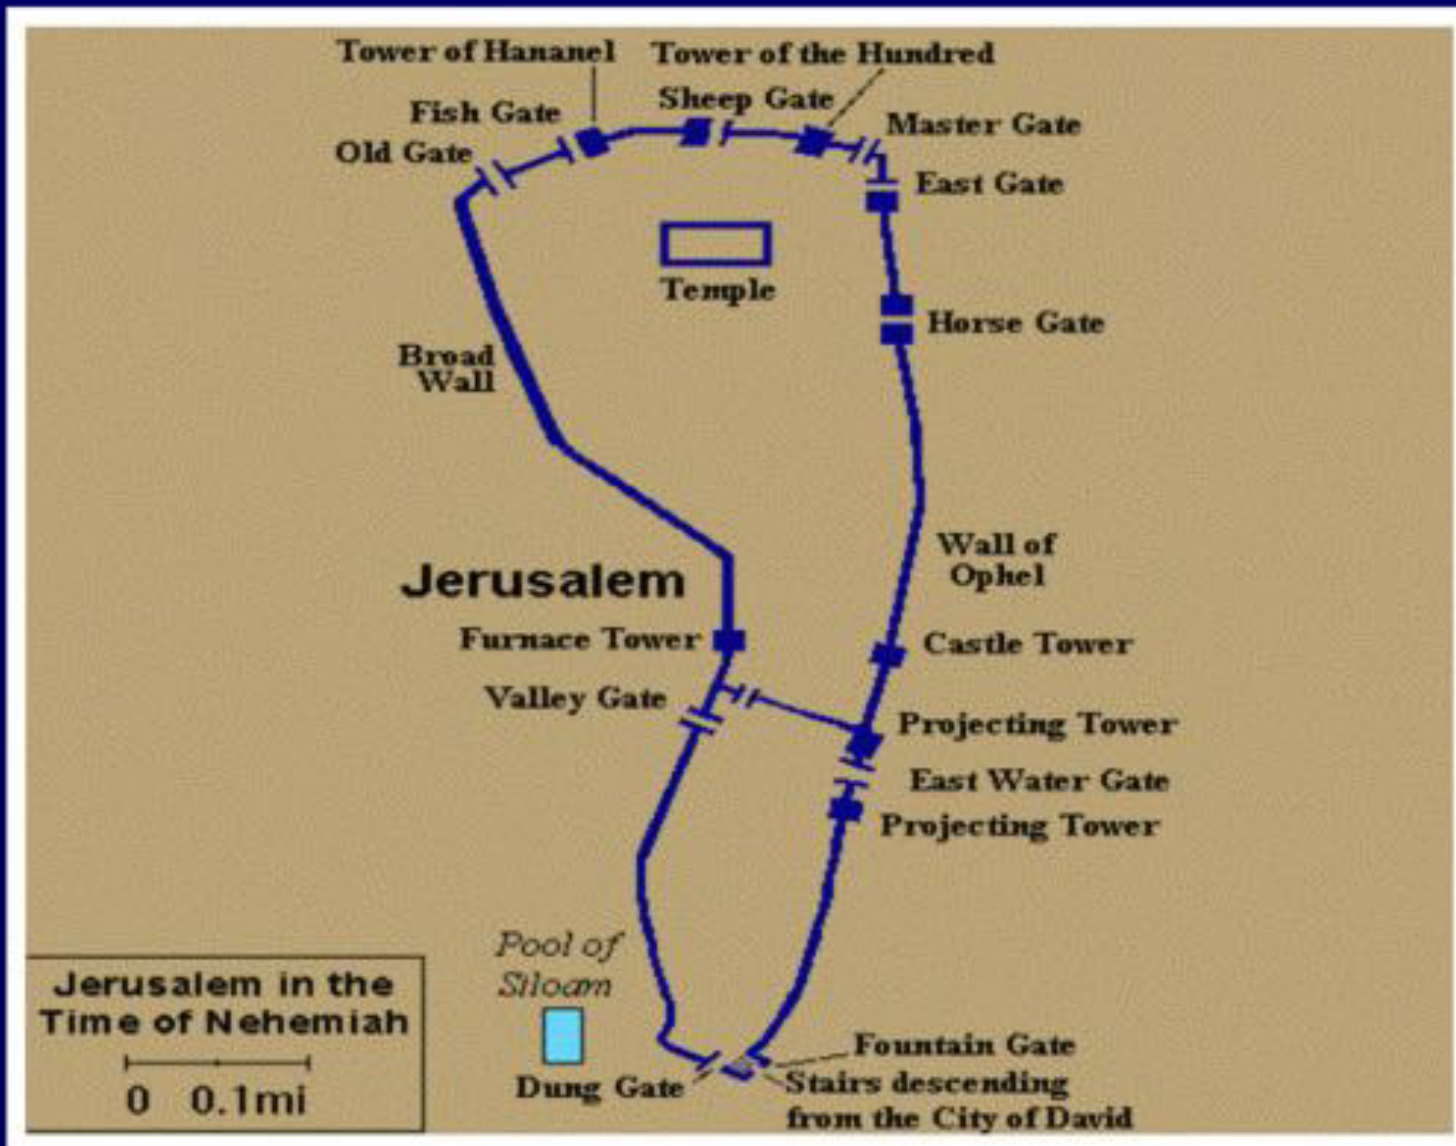 Tower of Hananel
Tower of the Hundred
Sheep Gate
Fish Gate
Master Gate
Old Gate
East Gate
Temple
Horse Gate
Broad
Wall
Wall of
Ophel
Jerusalem
Furnace Tower
Castle Tower
Valley Gate
Projecting Tower
East Water Gate
Projecting Tower
Pool of
Siloam
Jerusalem in the
Time of Nehemiah
0 0.1mi
Fountain Gate
Dung Gate
Stairs descending
from the City of David